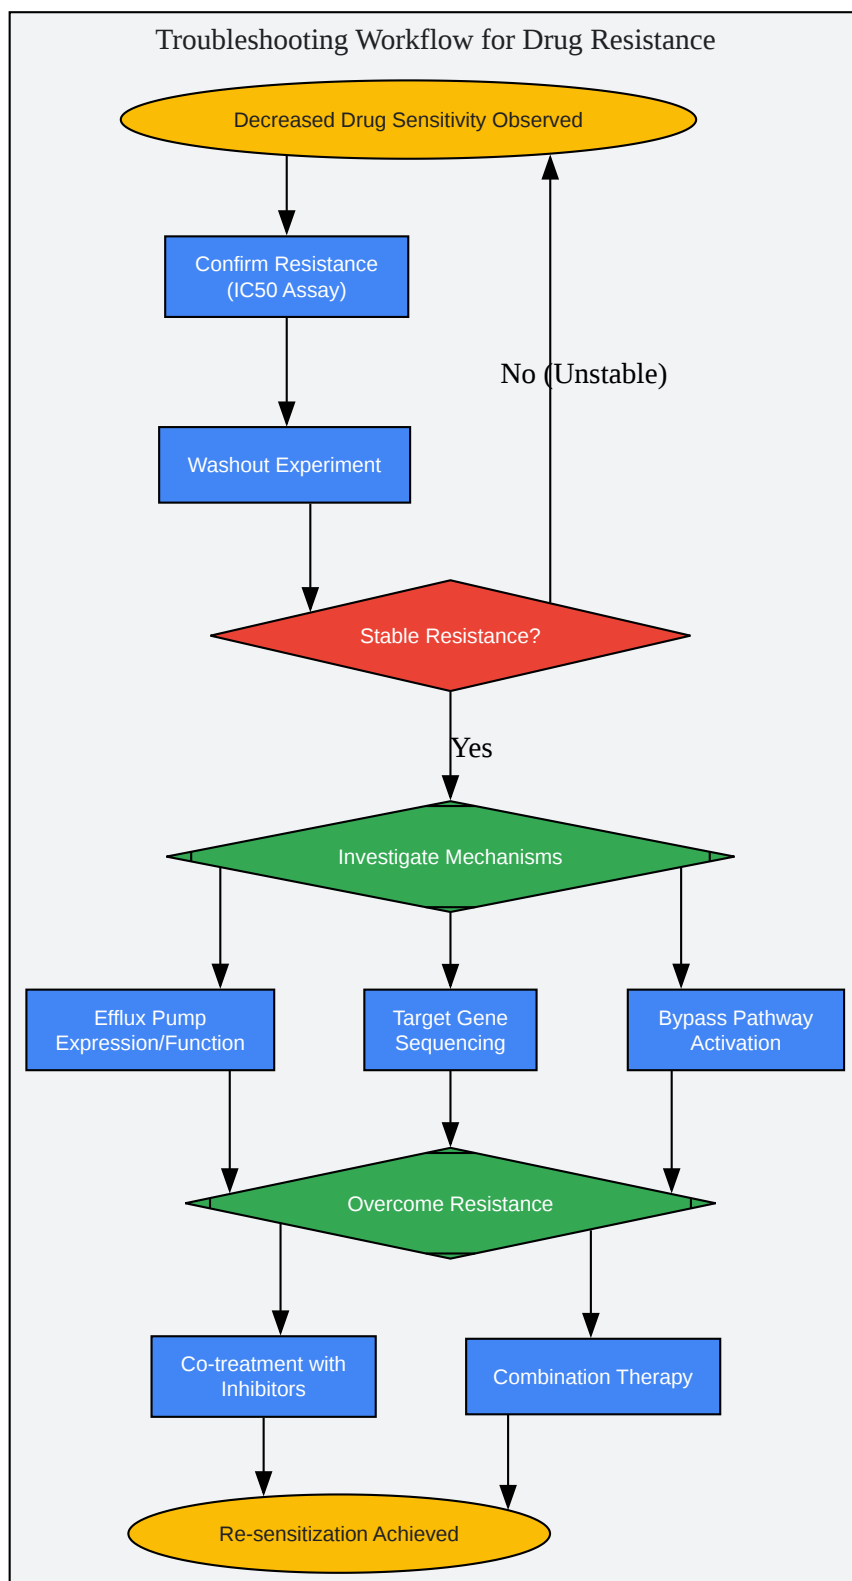 Troubleshooting Workflow for Drug Resistance
Decreased Drug Sensitivity Observed
Confirm Resistance
(IC50 Assay)
No (Unstable)
Washout Experiment
Stable Resistance?
Yes
Investigate Mechanisms
Efflux Pump
Expression/Function
Target Gene
Sequencing
Bypass Pathway
Activation
Overcome Resistance
Co-treatment with
Inhibitors
Combination Therapy
Re-sensitization Achieved